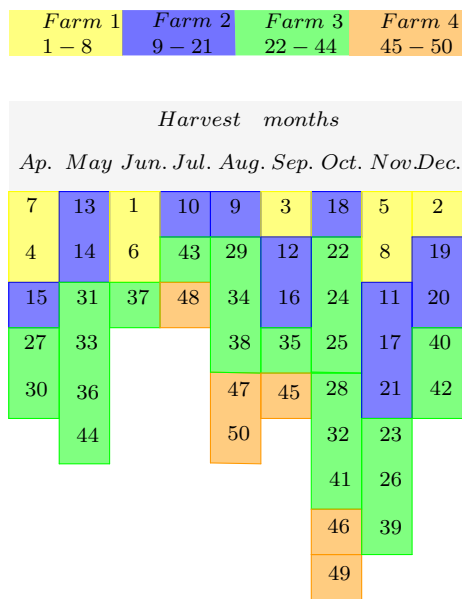 Farm 1 Farm 2 Farm 3 Farm 4
1 – 8 9 – 21 22 – 44 45 – 50
Harvest months
Ap. May Jun. Jul. Aug. Sep. Oct. Nov. Dec.
7 13 1 10 9 3 18 5 2
4 14 6 43 29 12 22 8 19
15 31 37 48 34 16 24 11 20
27 33 38 35 25 17 40
30 36 47 45 28 21 42
44 50 32 23
41 26
46 39
49